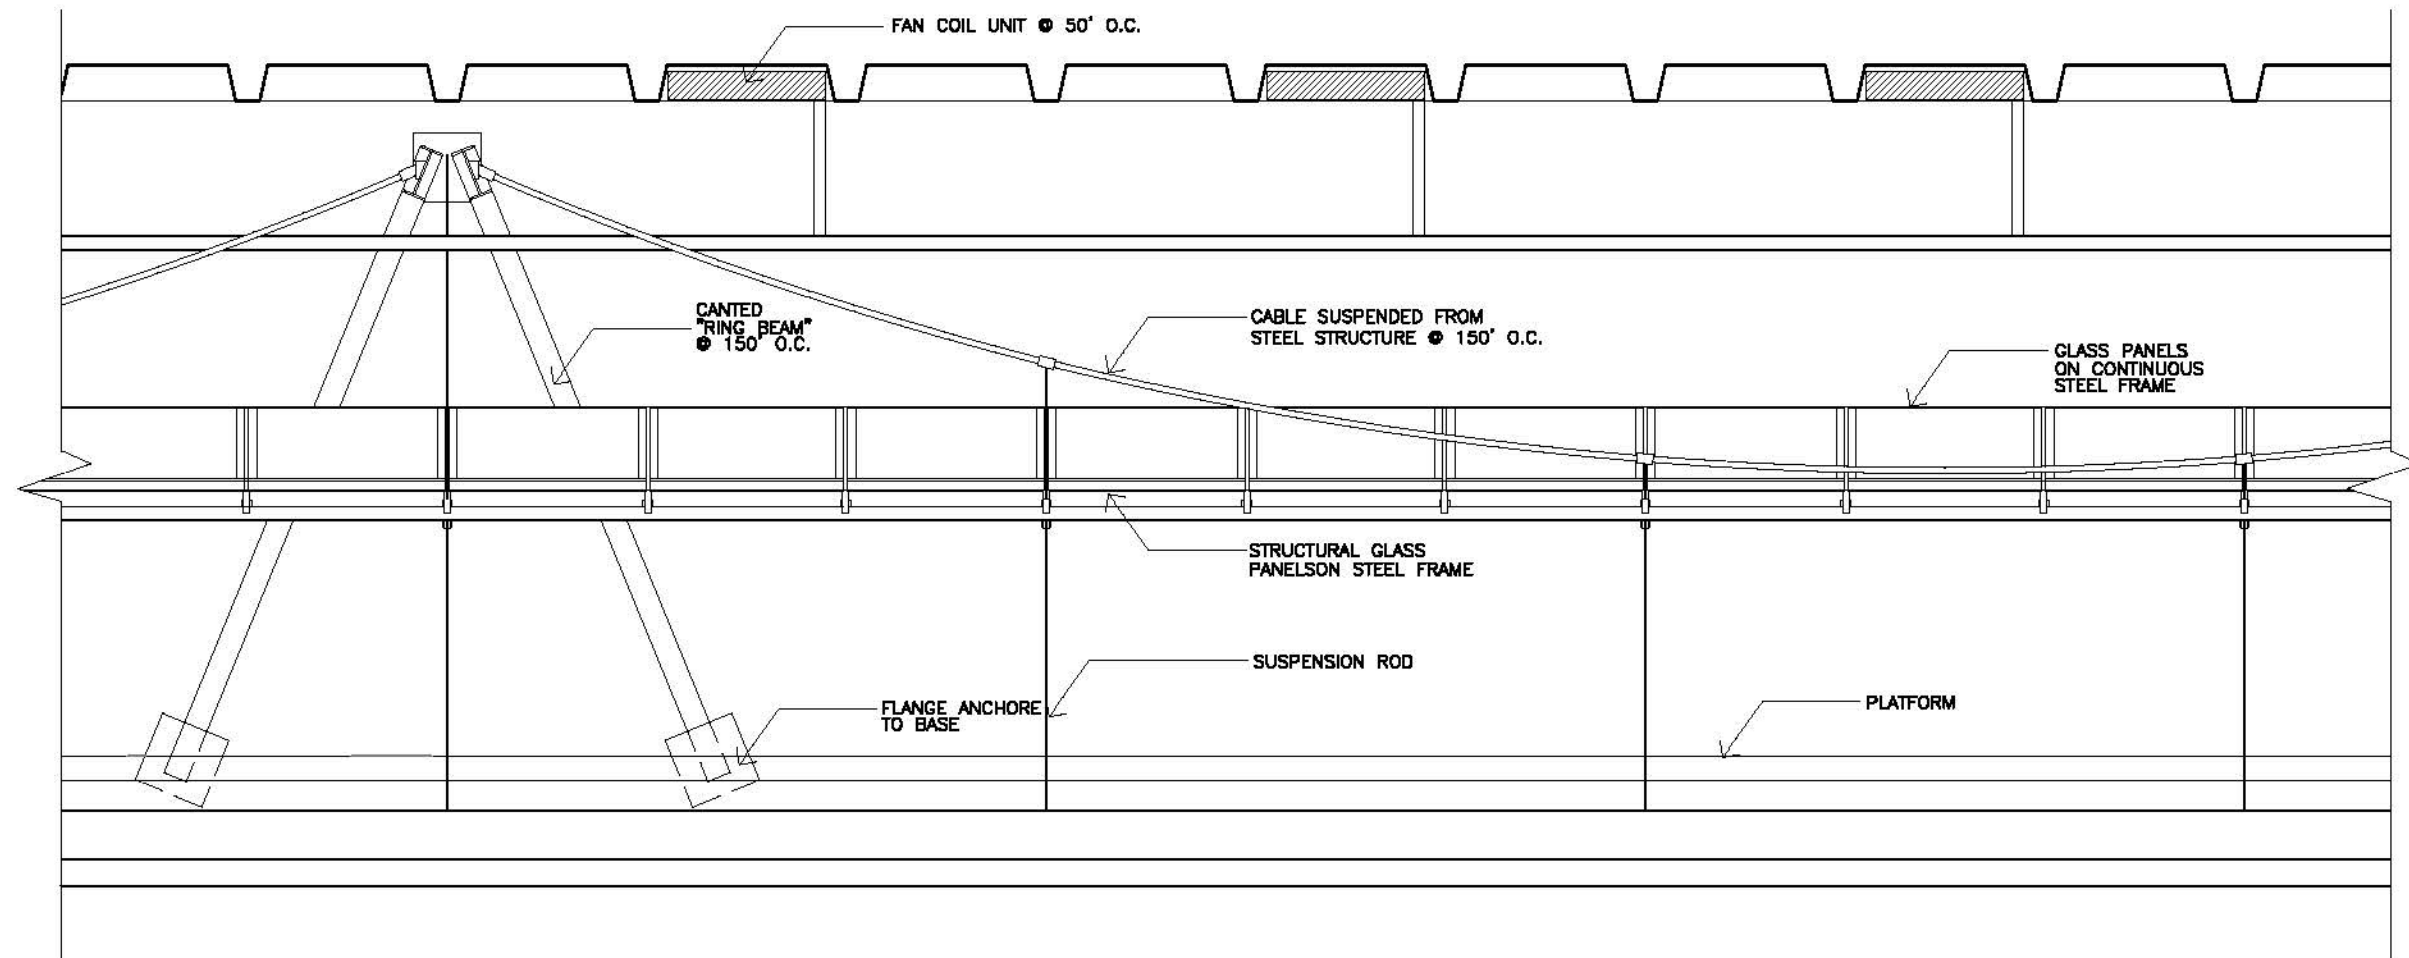 FAN COIL UNIT @ 50' O.C.
CANTED
"RING BEAM"
@ 150' O.C.
CABLE SUSPENDED FROM
STEEL STRUCTURE @ 150' O.C.
GLASS PANELS
ON CONTINUOUS
STEEL FRAME
STRUCTURAL GLASS
PANELSON STEEL FRAME
SUSPENSION ROD
FLANGE ANCHORE
TO BASE
PLATFORM